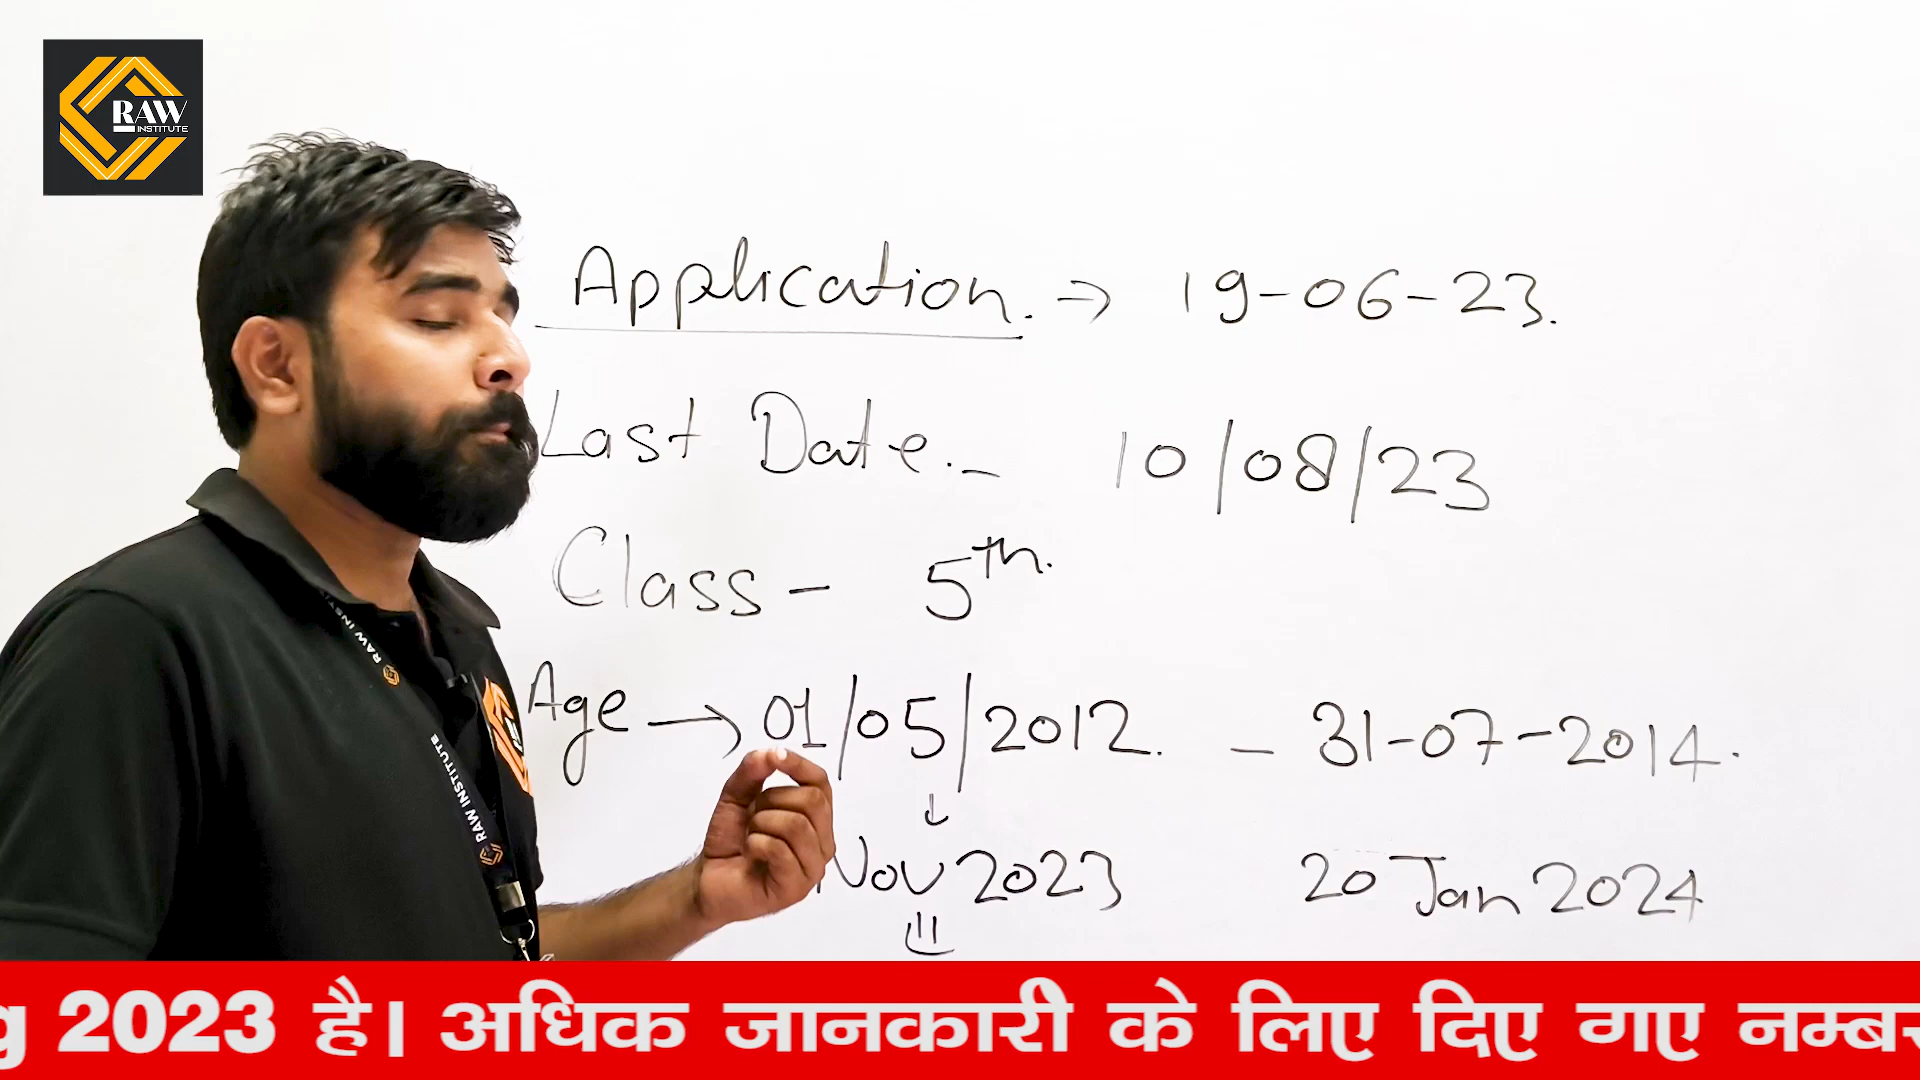 RAW
INSTITUTE
Application. → 19-06-23.
Last Date.- 10/08/23
Class - 5th.
Age → 01/05/2012. - 31-07-2014.
↓
Nov 2023 20 Jan 2024
RAW INSTITUTE
g 2023 है। अधिक जानकारी के लिए दिए गए नम्बर